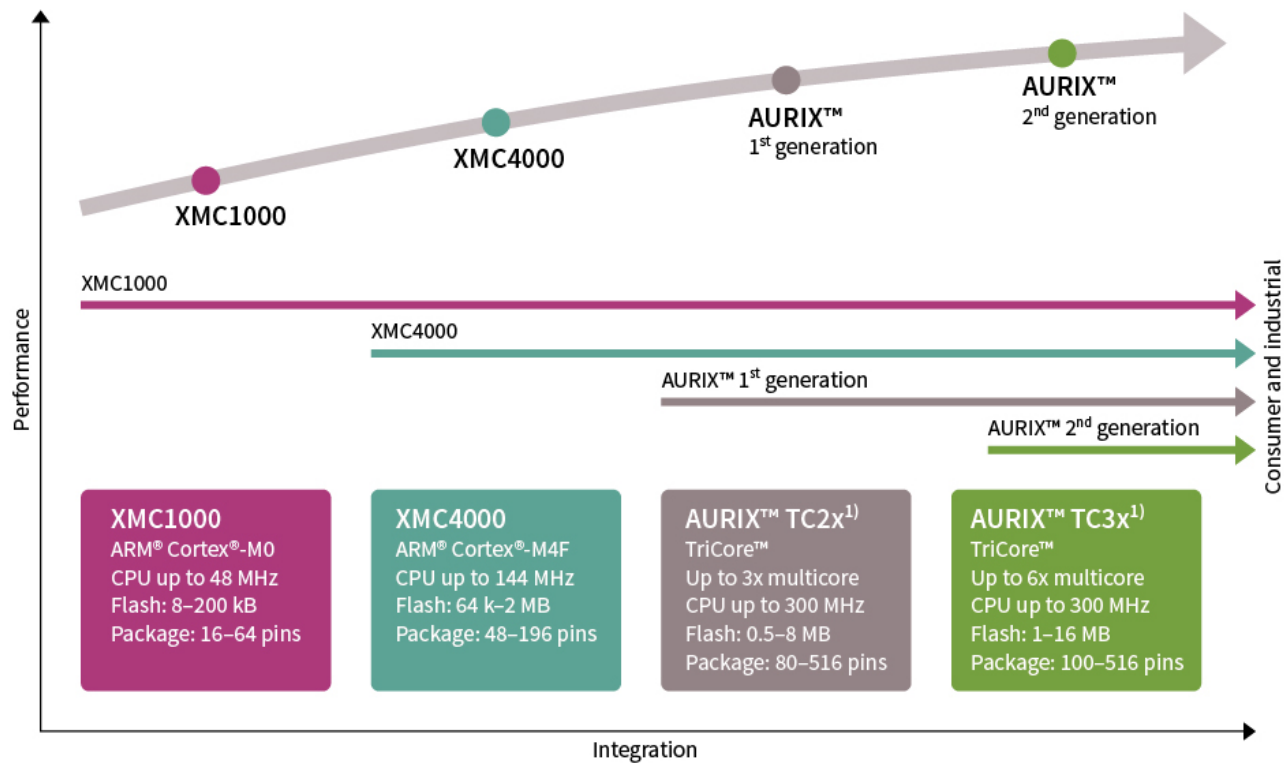 XMC1000
XMC4000
AURIX™
1st generation
AURIX™
2nd generation
XMC1000
XMC4000
AURIX™ 1st generation
AURIX™ 2nd generation
Performance
Consumer and industrial
XMC1000
ARM® Cortex®-M0
CPU up to 48 MHz
Flash: 8–200 kB
Package: 16–64 pins
XMC4000
ARM® Cortex®-M4F
CPU up to 144 MHz
Flash: 64 k–2 MB
Package: 48–196 pins
AURIX™ TC2x1)
TriCore™
Up to 3x multicore
CPU up to 300 MHz
Flash: 0.5–8 MB
Package: 80–516 pins
AURIX™ TC3x1)
TriCore™
Up to 6x multicore
CPU up to 300 MHz
Flash: 1–16 MB
Package: 100–516 pins
Integration